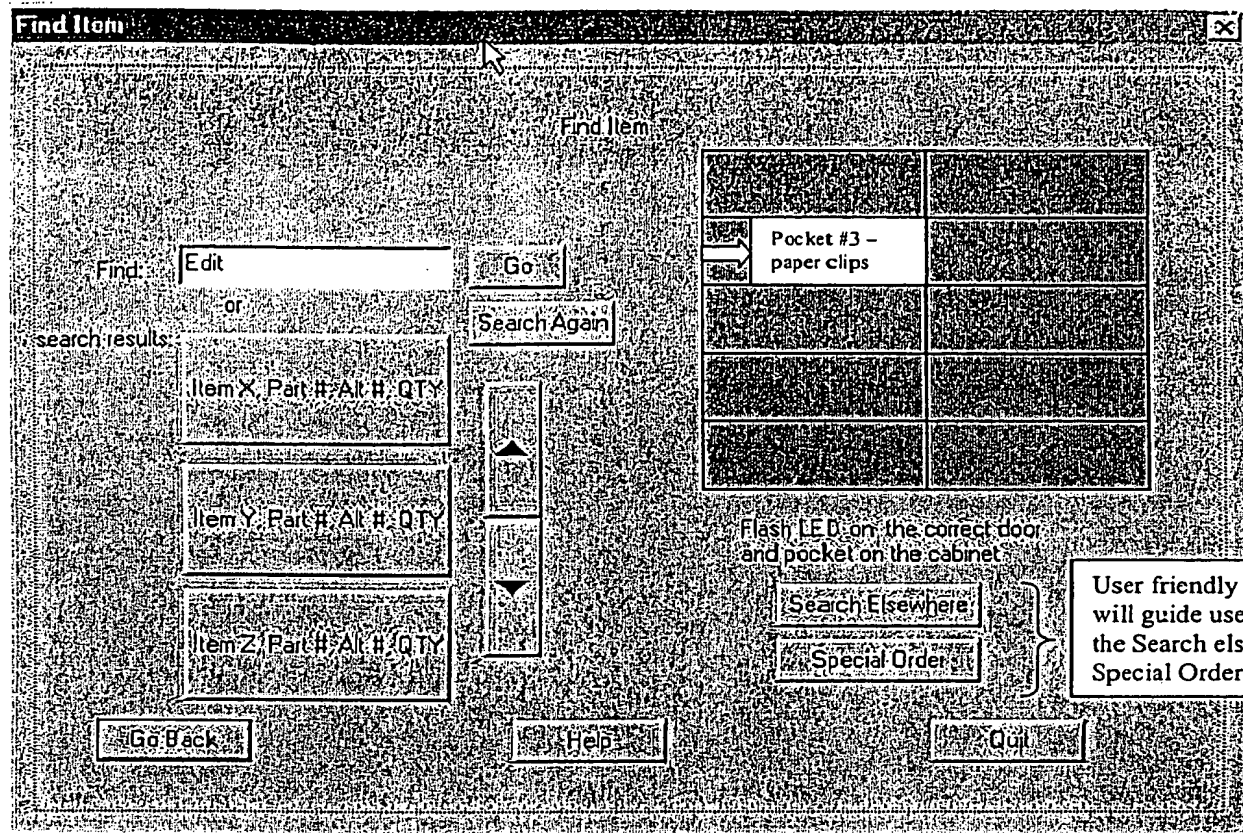 Find Item
Find Item
Find:
Edit
Go
or
Search Again
search results:
Item X, Part #, Alt. #, QTY
Item Y, Part #, Alt. #, QTY
Item Z, Part #, Alt. #, QTY
Pocket #3 –
paper clips
Flash LED on the correct door
and pocket on the cabinet
Search Elsewhere
Special Order
User friendly
will guide use
the Search els
Special Order
Go Back
Help
Quit